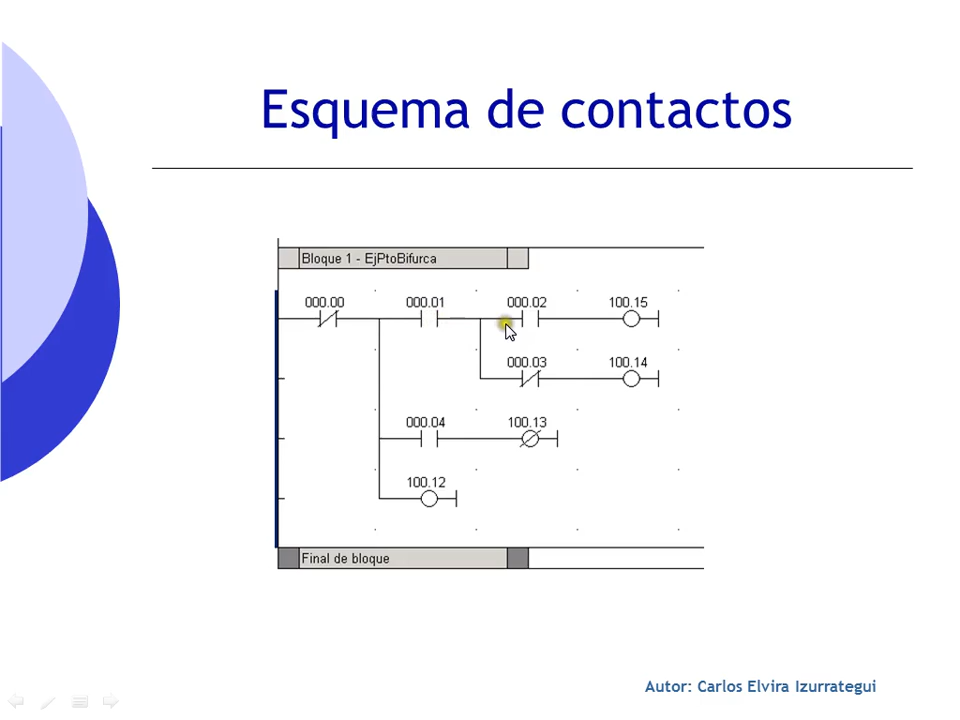 Esquema de contactos
Bloque 1 - EjPtoBifurca
000.00 000.01 000.02 100.15
000.03 100.14
000.04 100.13
100.12
Final de bloque
Autor: Carlos Elvira Izurrategui